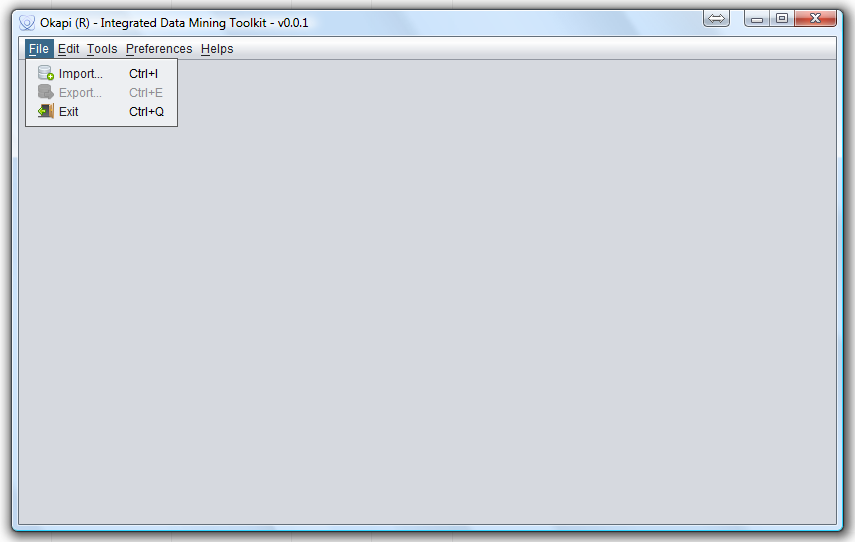 Okapi (R) - Integrated Data Mining Toolkit - v0.0.1
File Edit Tools Preferences Helps
Import... Ctrl+I
Export... Ctrl+E
Exit Ctrl+Q